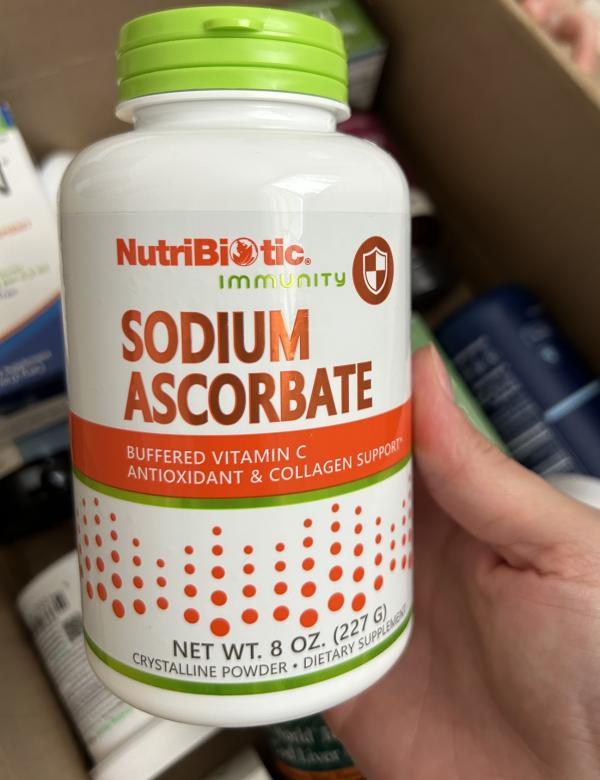 NutriBiotic®
immunity
SODIUM
ASCORBATE
BUFFERED VITAMIN C
ANTIOXIDANT & COLLAGEN SUPPORT*
NET WT. 8 OZ. (227 G)
CRYSTALLINE POWDER • DIETARY SUPPLEMENT